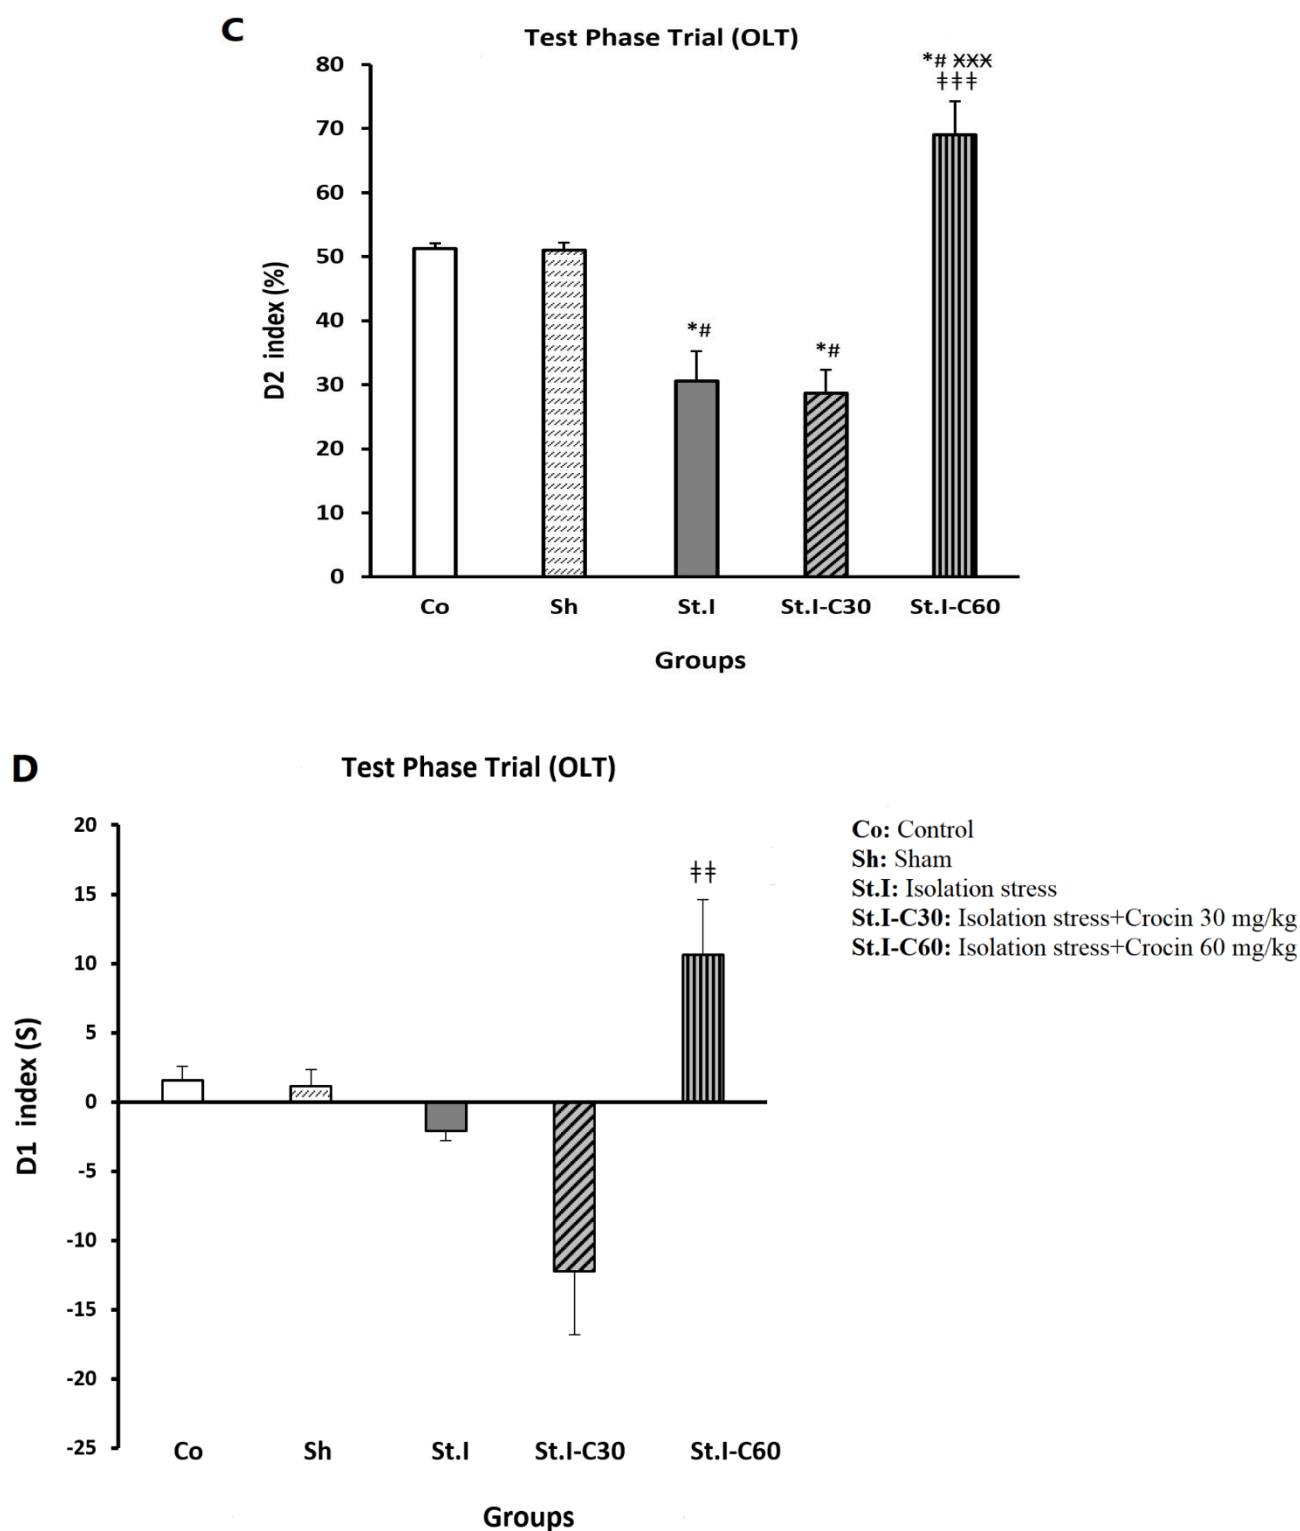 C
Test Phase Trial (OLT)
*# ӿӿӿ
ǂǂǂ
80
70
60
50
40
30
20
10
0
*#
*#
D2 index (%)
Co Sh St.I St.I-C30 St.I-C60
Groups
D
Test Phase Trial (OLT)
20
15
10
5
0
-5
-10
-15
-20
-25
ǂǂ
D1 index (S)
Co Sh St.I St.I-C30 St.I-C60
Groups
Co: Control
Sh: Sham
St.I: Isolation stress
St.I-C30: Isolation stress+Crocin 30 mg/kg
St.I-C60: Isolation stress+Crocin 60 mg/kg